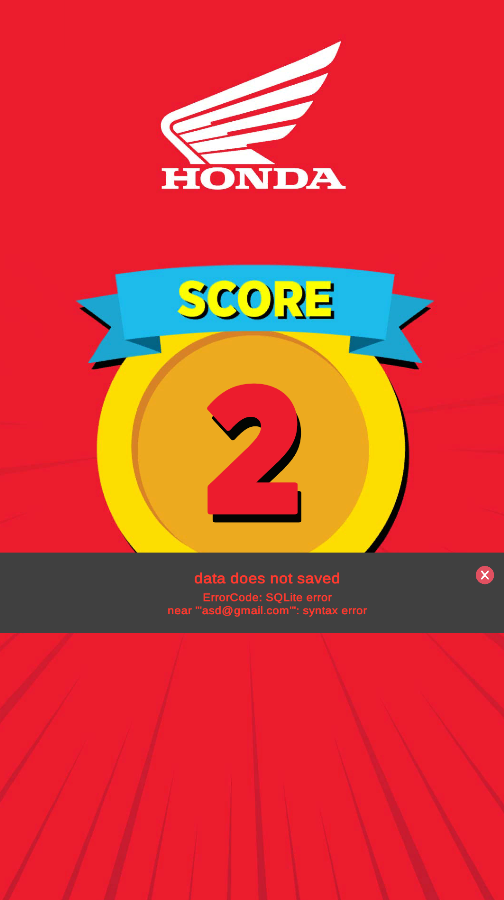 HONDA
SCORE
2
data does not saved
ErrorCode: SQLite error
near "'asd@gmail.com'": syntax error